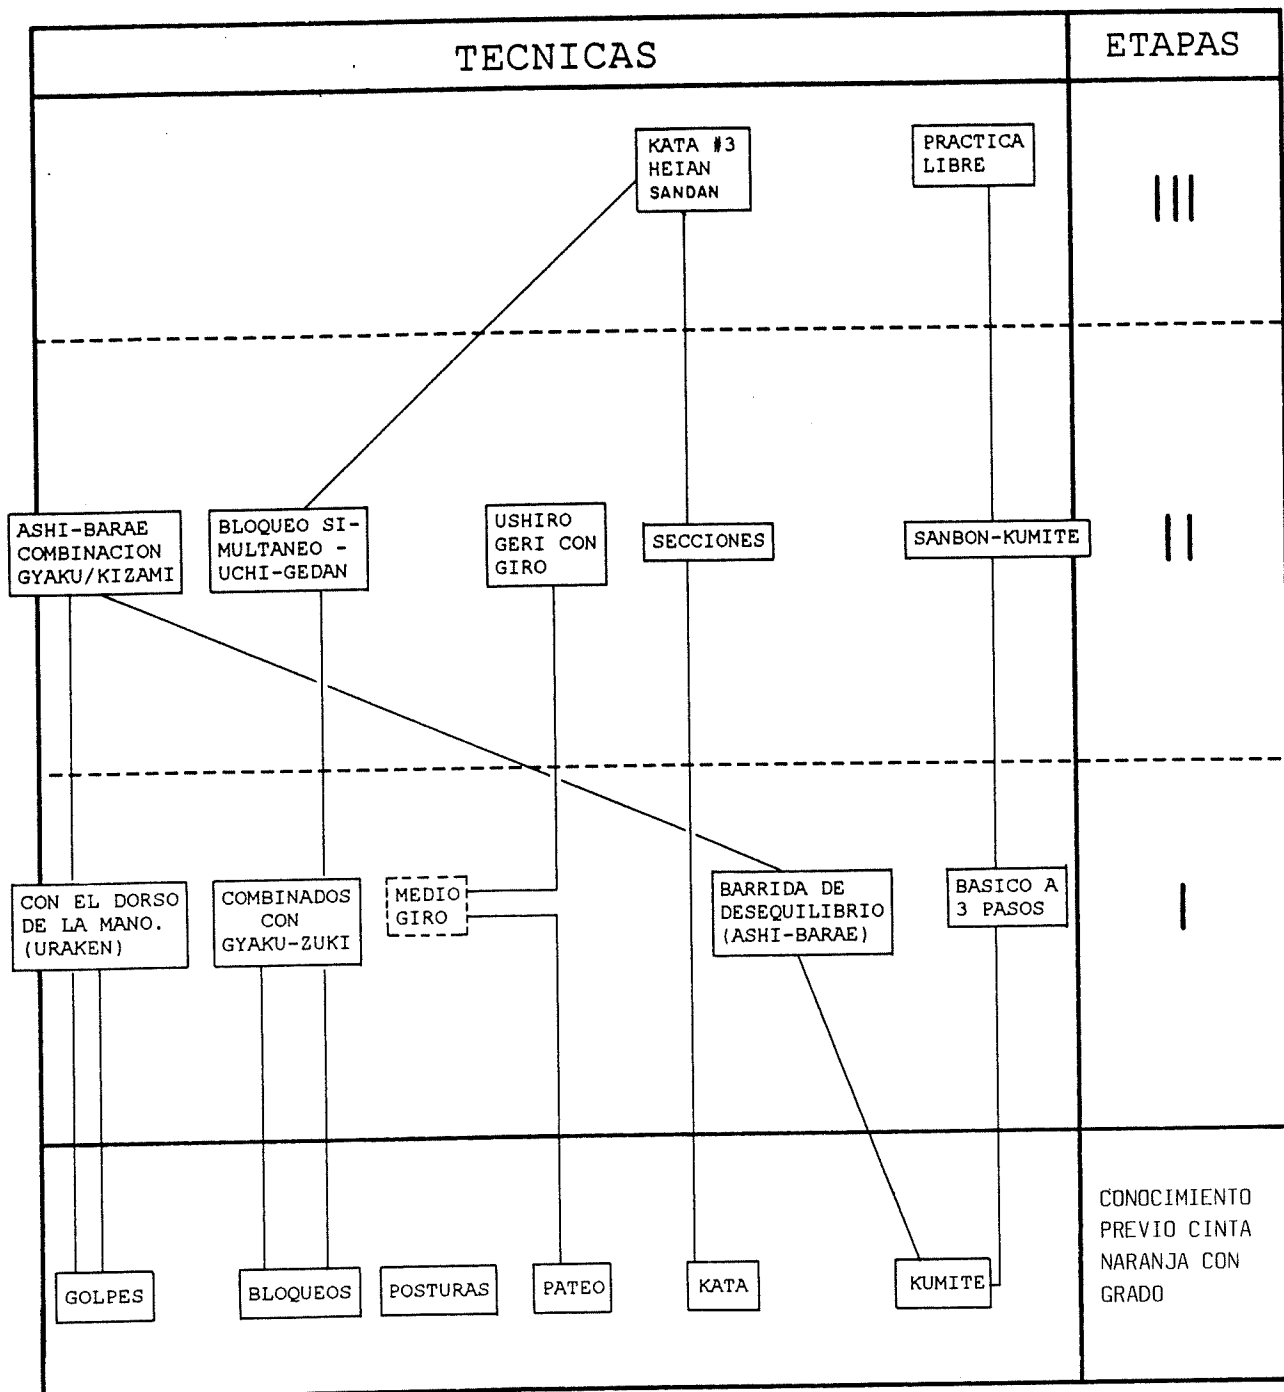 TECNICAS
ETAPAS
KATA #3
HEIAN
SANDAN
PRACTICA
LIBRE
III
ASHI-BARAE
COMBINACION
GYAKU/KIZAMI
BLOQUEO SI-
MULTANEO -
UCHI-GEDAN
USHIRO
GERI CON
GIRO
SECCIONES
SANBON-KUMITE
II
CON EL DORSO
DE LA MANO.
(URAKEN)
COMBINADOS
CON
GYAKU-ZUKI
MEDIO
GIRO
BARRIDA DE
DESEQUILIBRIO
(ASHI-BARAE)
BASICO A
3 PASOS
I
GOLPES
BLOQUEOS
POSTURAS
PATEO
KATA
KUMITE
CONOCIMIENTO
PREVIO CINTA
NARANJA CON
GRADO